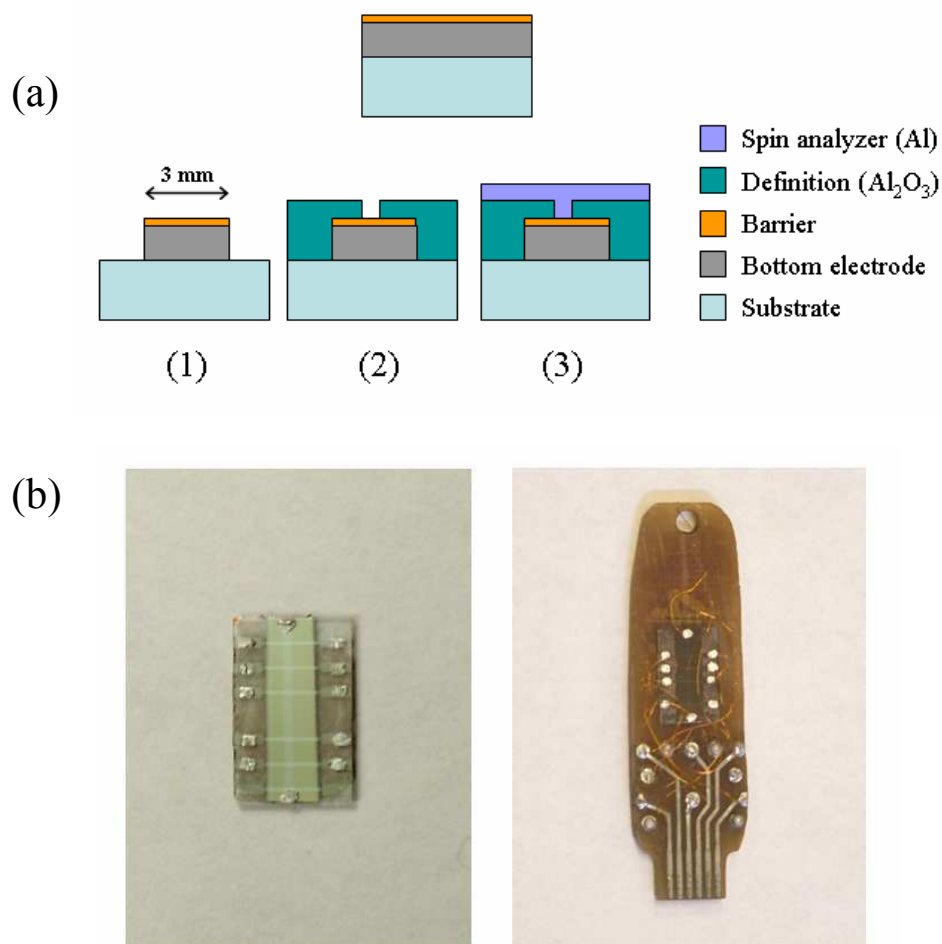 (a)
3 mm
Spin analyzer (Al)
Definition (Al₂O₃)
Barrier
Bottom electrode
Substrate
(1)
(2)
(3)
(b)